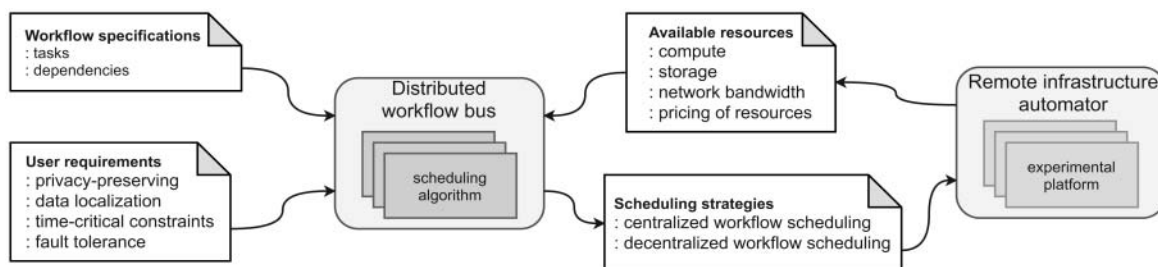 Workflow specifications
: tasks
: dependencies
User requirements
: privacy-preserving
: data localization
: time-critical constraints
: fault tolerance
Distributed
workflow bus
scheduling
algorithm
Available resources
: compute
: storage
: network bandwidth
: pricing of resources
Scheduling strategies
: centralized workflow scheduling
: decentralized workflow scheduling
Remote infrastructure
automator
experimental
platform